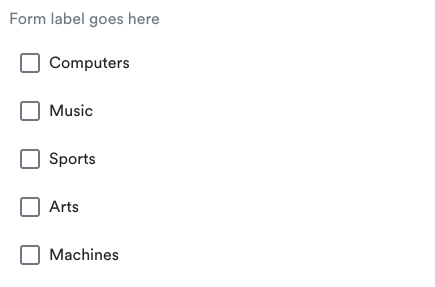 Form label goes here
Computers
Music
Sports
Arts
Machines